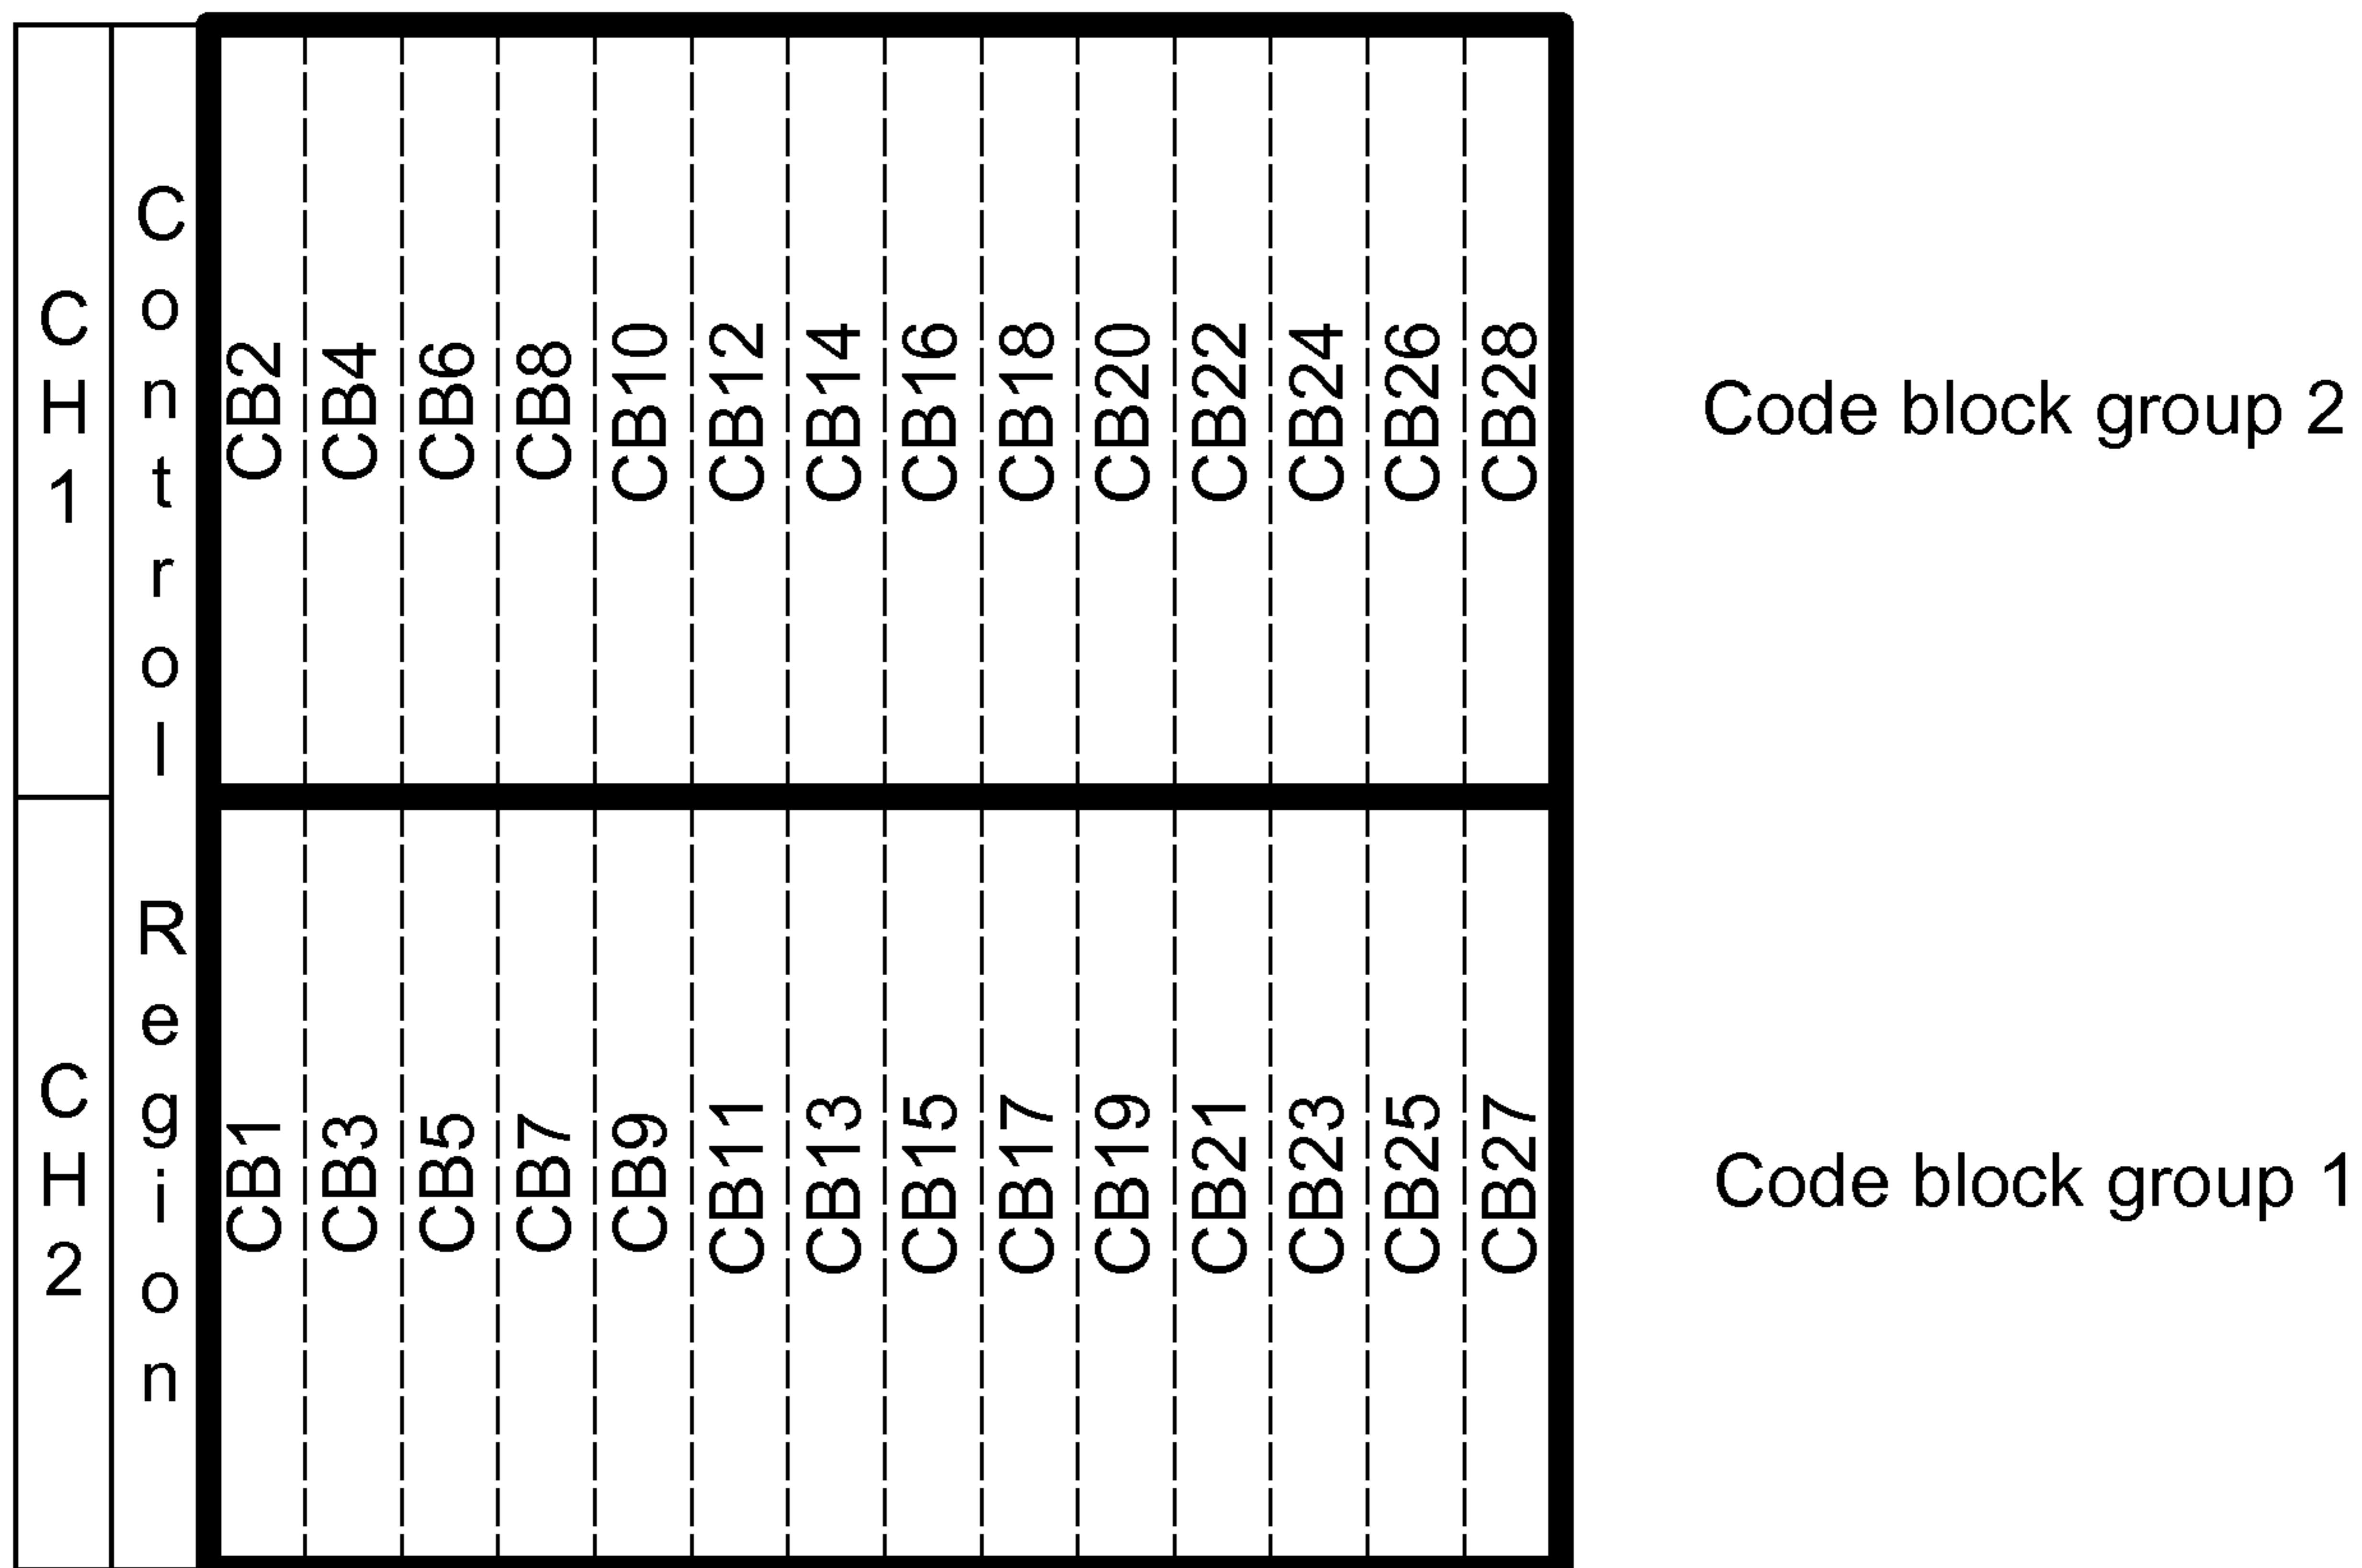 CH1
Control Region
CB2
CB4
CB6
CB8
CB10
CB12
CB14
CB16
CB18
CB20
CB22
CB24
CB26
CB28
Code block group 2
CH2
CB1
CB3
CB5
CB7
CB9
CB11
CB13
CB15
CB17
CB19
CB21
CB23
CB25
CB27
Code block group 1